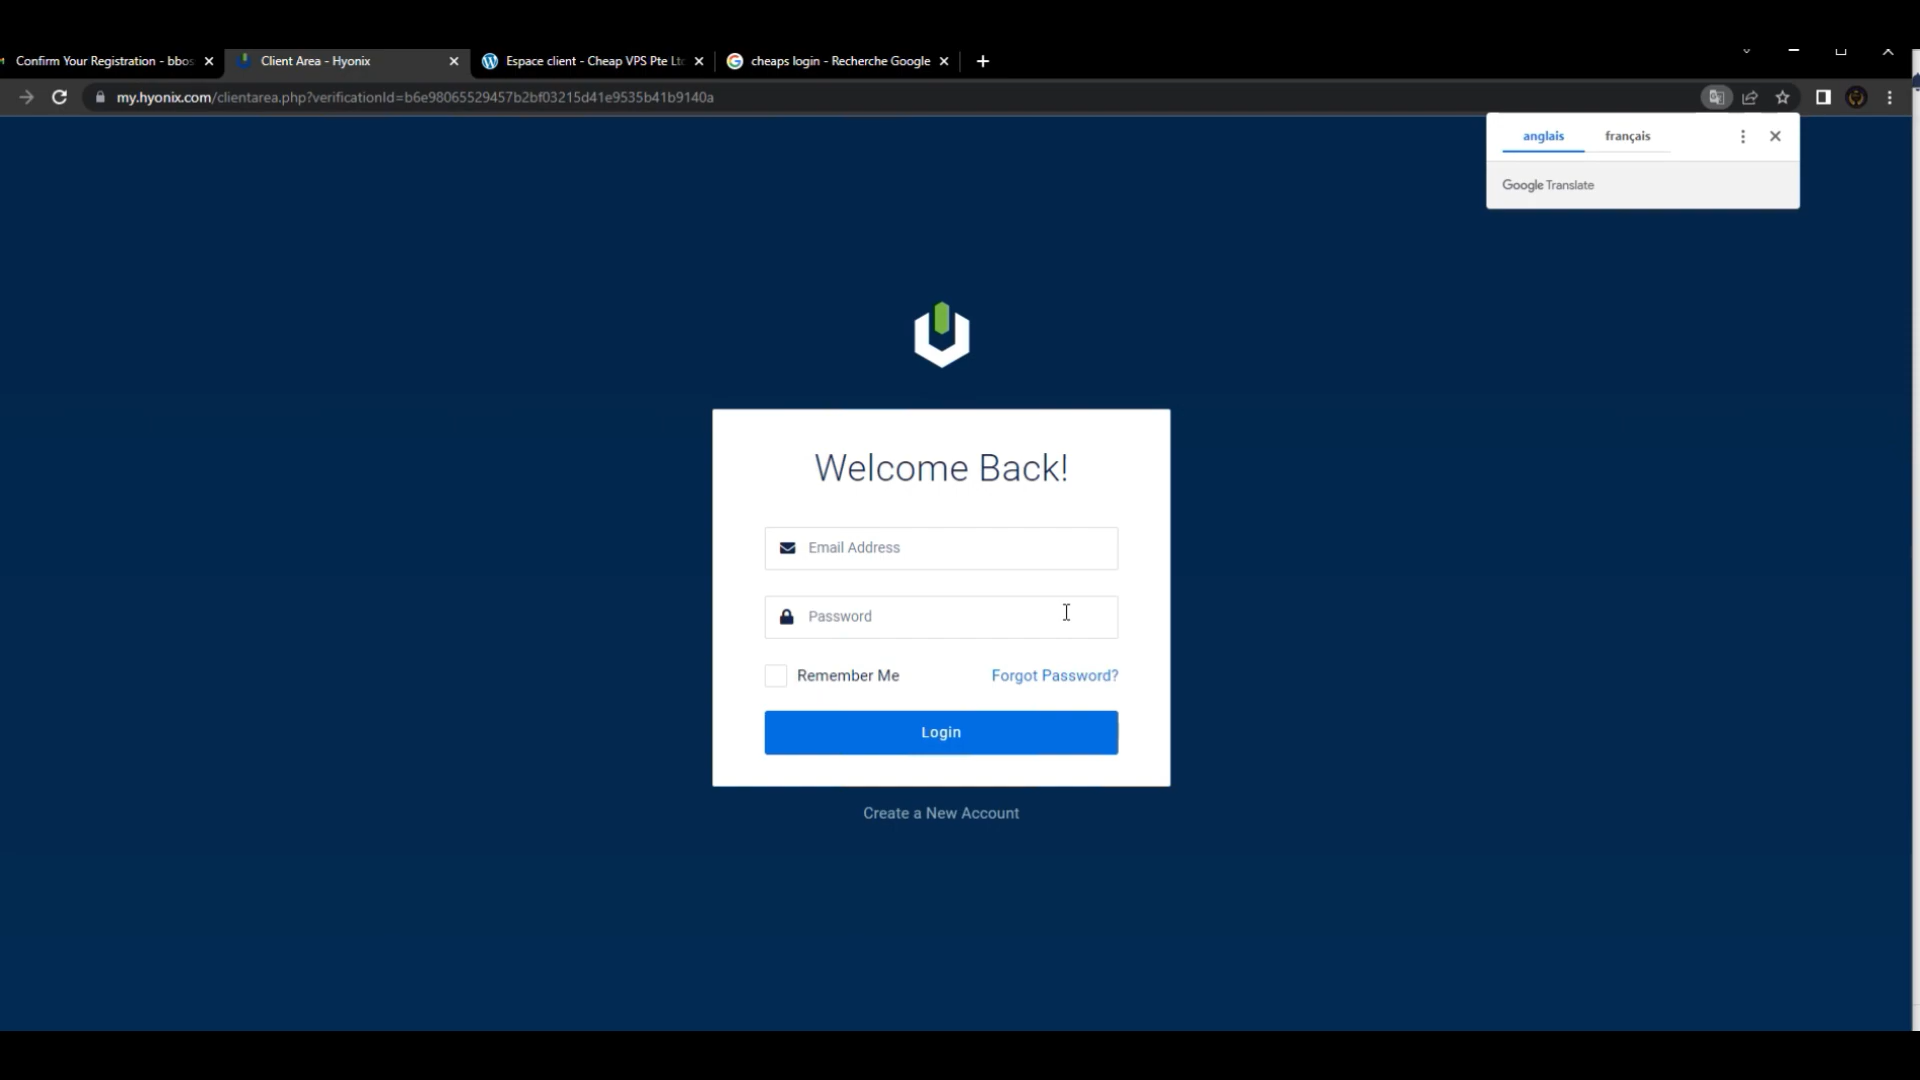 Confirm Your Registration - bbos
Client Area - Hyonix
Espace client - Cheap VPS Pte Lt
cheaps login - Recherche Google
my.hyonix.com/clientarea.php?verificationId=b6e98065529457b2bf03215d41e9535b41b9140a
anglais
français
Google Translate
Welcome Back!
Email Address
Password
Remember Me
Forgot Password?
Login
Create a New Account